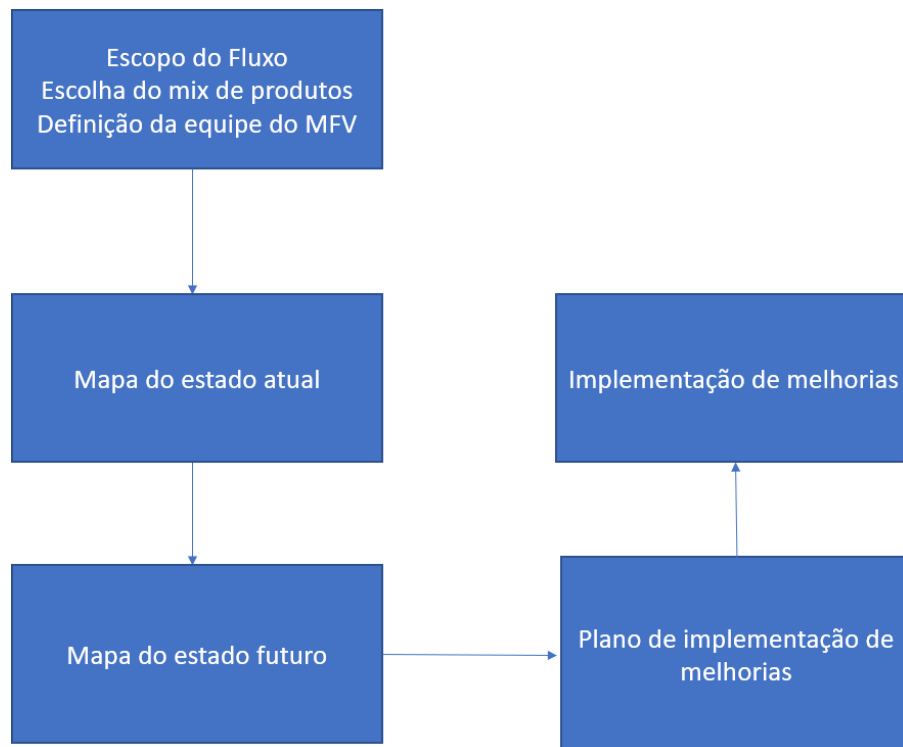 Escopo do Fluxo
Escolha do mix de produtos
Definição da equipe do MFV
Mapa do estado atual
Mapa do estado futuro
Plano de implementação de
melhorias
Implementação de melhorias